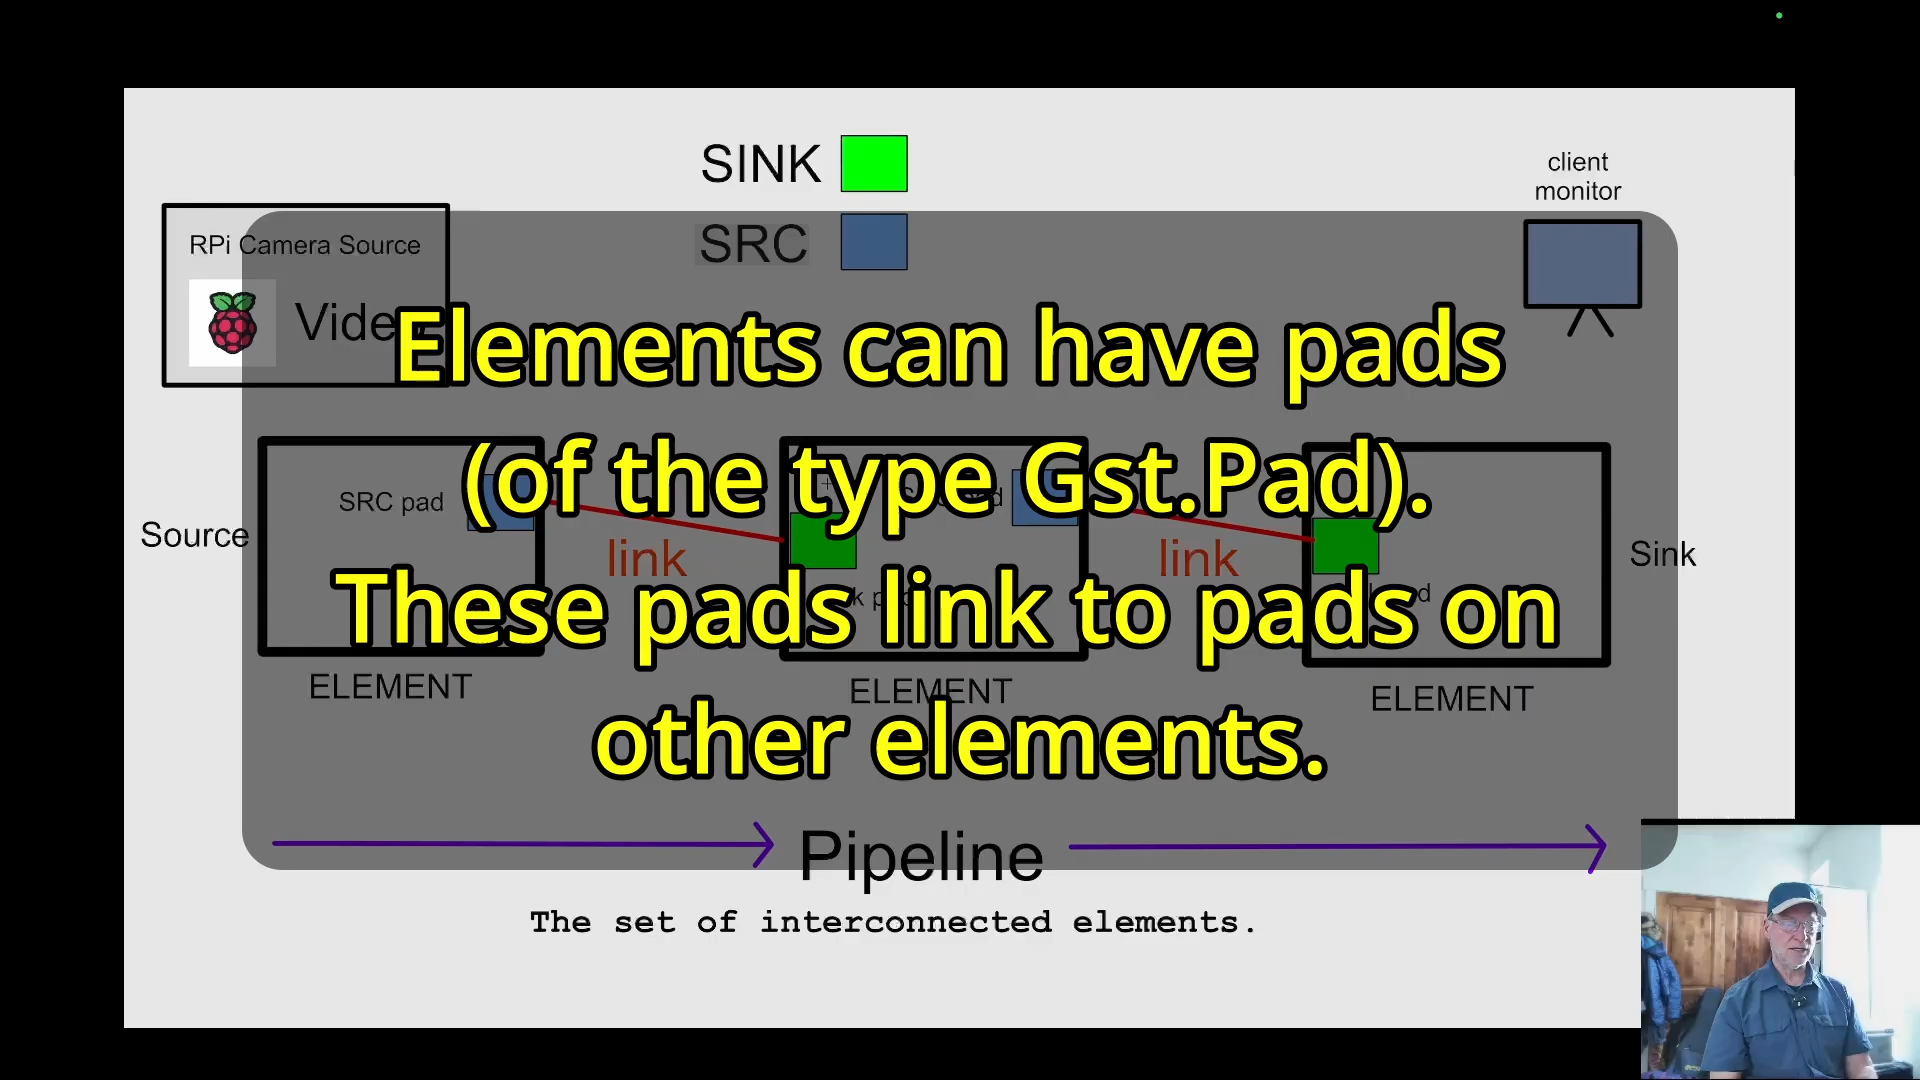 SINK
client
monitor
SRC
RPi Camera Source
Elements can have pads
(of the type Gst.Pad).
SRC pad
Source
link
link
Sink
These pads link to pads on
ELEMENT
ELEMENT
ELEMENT
other elements.
Pipeline
The set of interconnected elements.